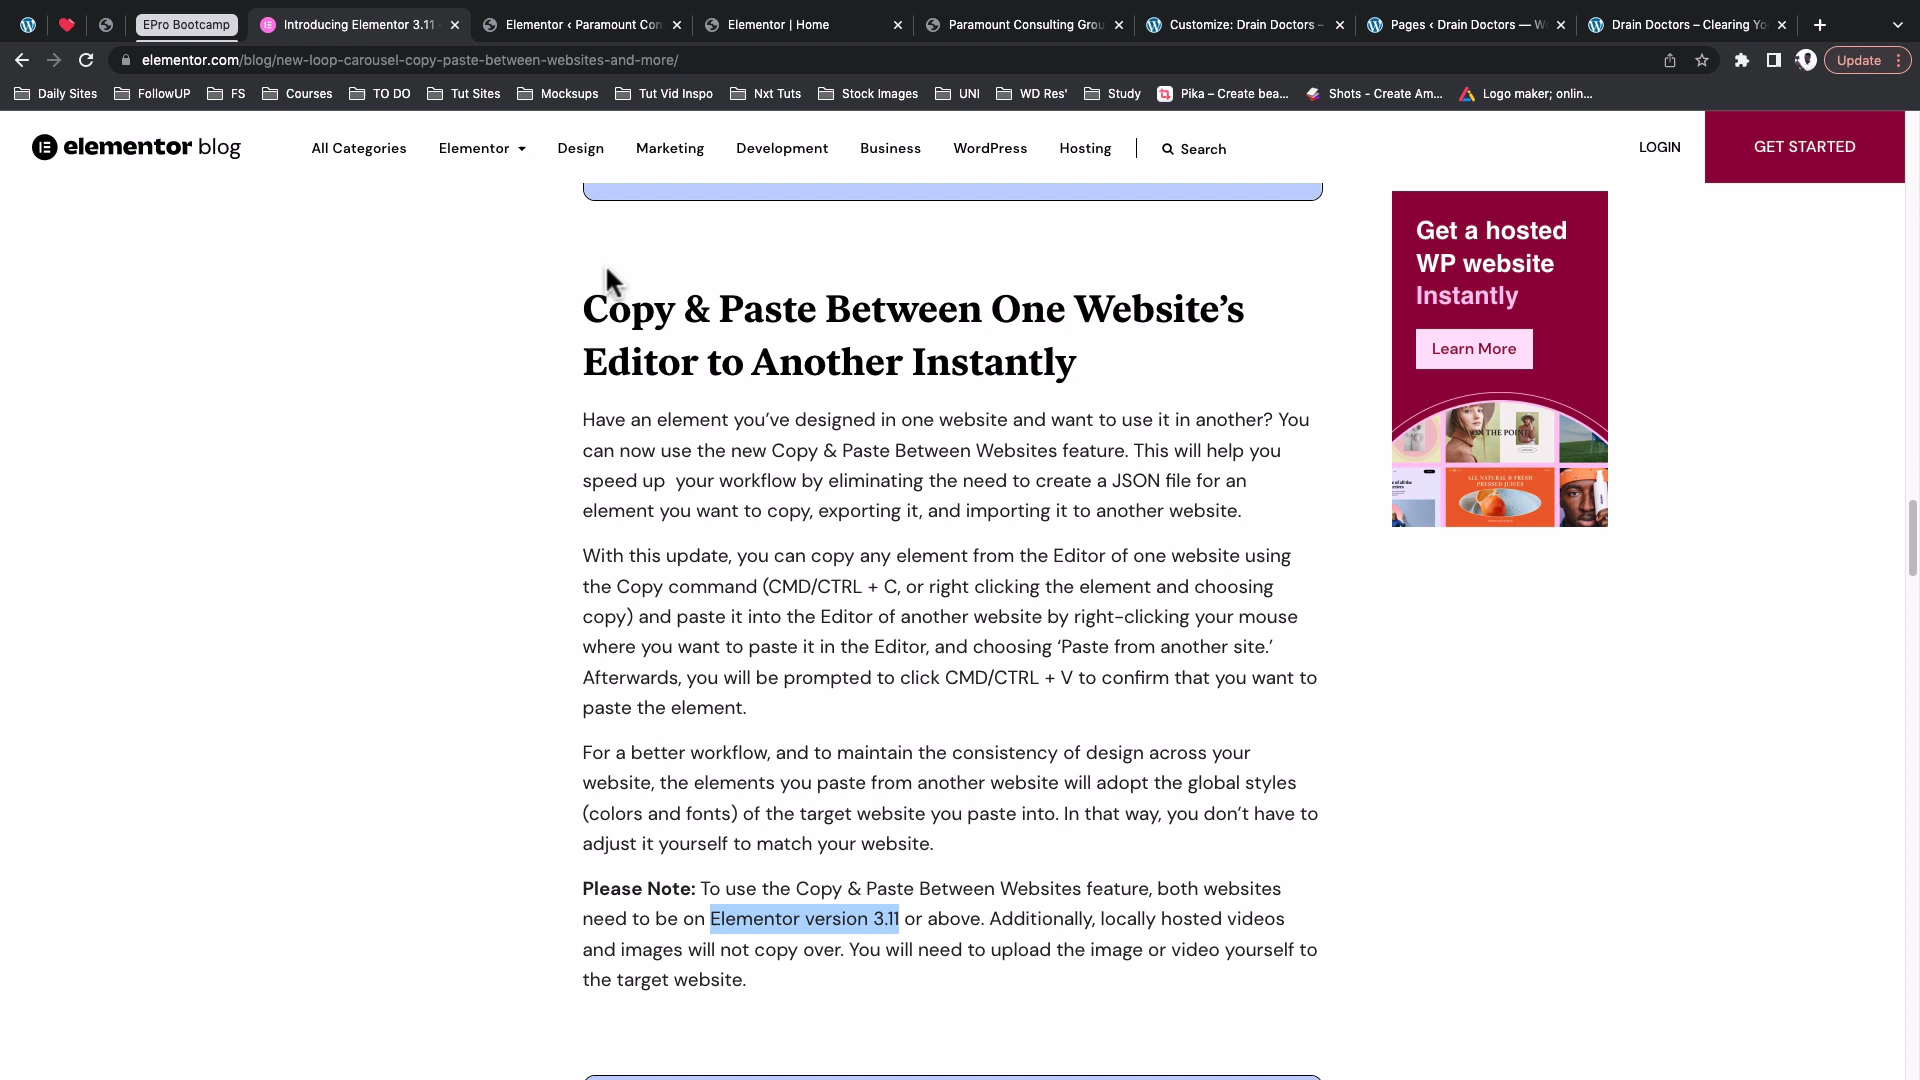 EPro Bootcamp
Introducing Elementor 3.11
Elementor ‹ Paramount Con
Elementor | Home
Paramount Consulting Grou
Customize: Drain Doctors –
Pages ‹ Drain Doctors — W
Drain Doctors – Clearing Yo
elementor.com/blog/new-loop-carousel-copy-paste-between-websites-and-more/
Update
Daily Sites
FollowUP
FS
Courses
TO DO
Tut Sites
Mocksups
Tut Vid Inspo
Nxt Tuts
Stock Images
UNI
WD Res'
Study
Pika – Create bea...
Shots - Create Am...
Logo maker; onlin...
elementor blog
All Categories
Elementor
Design
Marketing
Development
Business
WordPress
Hosting
Search
LOGIN
GET STARTED
Copy & Paste Between One Website’s
Editor to Another Instantly
Have an element you’ve designed in one website and want to use it in another? You
can now use the new Copy & Paste Between Websites feature. This will help you
speed up  your workflow by eliminating the need to create a JSON file for an
element you want to copy, exporting it, and importing it to another website.
With this update, you can copy any element from the Editor of one website using
the Copy command (CMD/CTRL + C, or right clicking the element and choosing
copy) and paste it into the Editor of another website by right-clicking your mouse
where you want to paste it in the Editor, and choosing ‘Paste from another site.’
Afterwards, you will be prompted to click CMD/CTRL + V to confirm that you want to
paste the element.
For a better workflow, and to maintain the consistency of design across your
website, the elements you paste from another website will adopt the global styles
(colors and fonts) of the target website you paste into. In that way, you don’t have to
adjust it yourself to match your website.
Please Note: To use the Copy & Paste Between Websites feature, both websites
need to be on Elementor version 3.11 or above. Additionally, locally hosted videos
and images will not copy over. You will need to upload the image or video yourself to
the target website.
Get a hosted
WP website
Instantly
Learn More
ON THE POINT
ALL NATURAL & FRESH
PRESSED JUICES